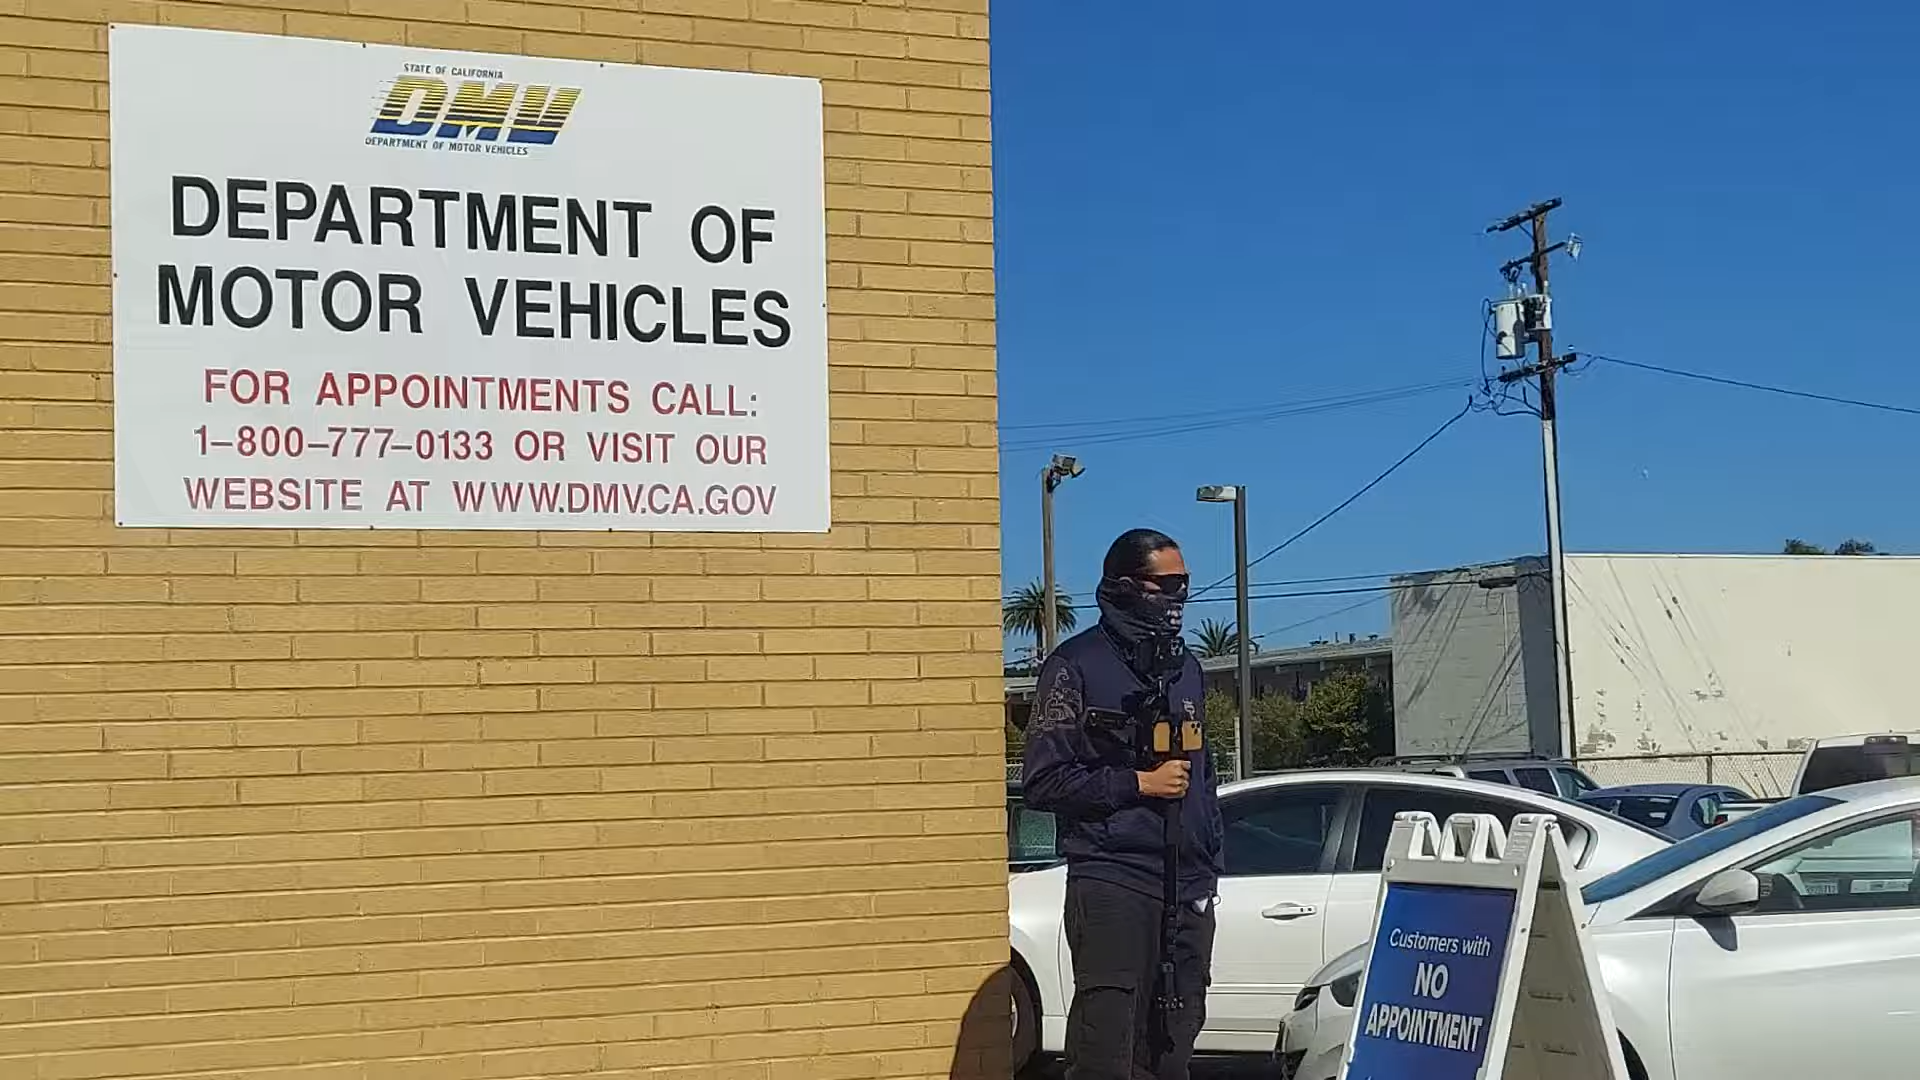 STATE OF CALIFORNIA
DMV
DEPARTMENT OF MOTOR VEHICLES
DEPARTMENT OF
MOTOR VEHICLES
FOR APPOINTMENTS CALL:
1–800–777–0133 OR VISIT OUR
WEBSITE AT WWW.DMV.CA.GOV
Customers with
NO
APPOINTMENT